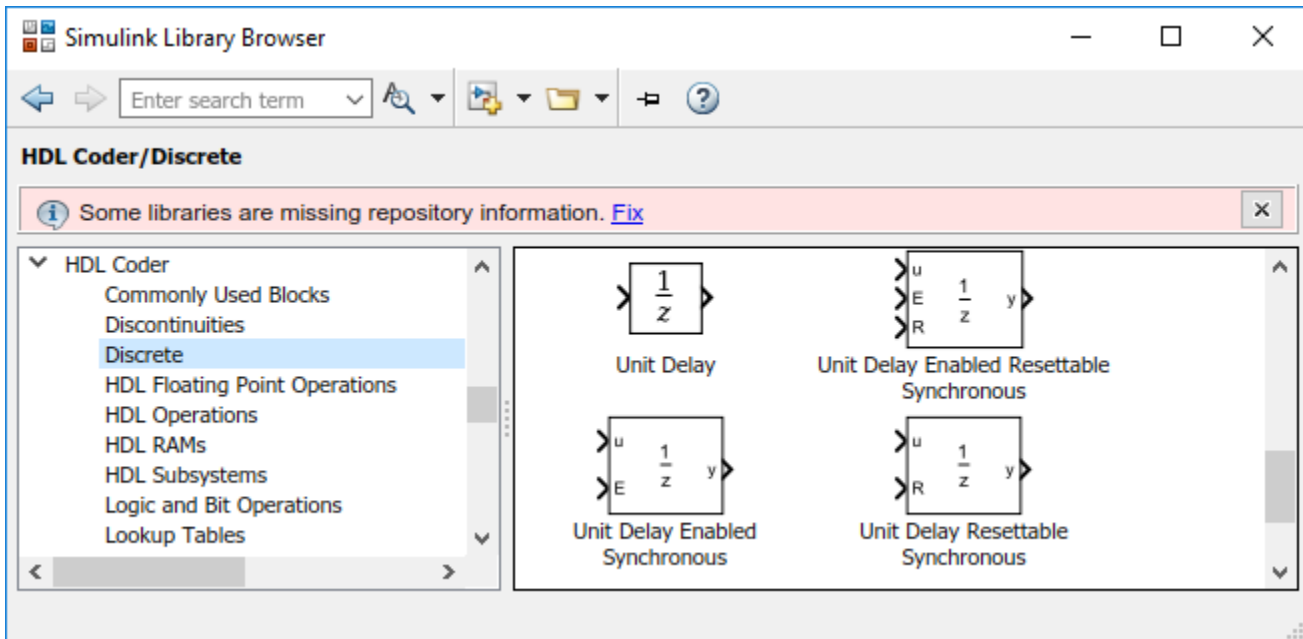 Simulink Library Browser
Enter search term
HDL Coder/Discrete
Some libraries are missing repository information. Fix
HDL Coder
Commonly Used Blocks
Discontinuities
Discrete
HDL Floating Point Operations
HDL Operations
HDL RAMs
HDL Subsystems
Logic and Bit Operations
Lookup Tables
1
z
Unit Delay
u
E
R
1
z
y
Unit Delay Enabled Resettable
Synchronous
u
E
1
z
y
Unit Delay Enabled
Synchronous
u
R
1
z
y
Unit Delay Resettable
Synchronous